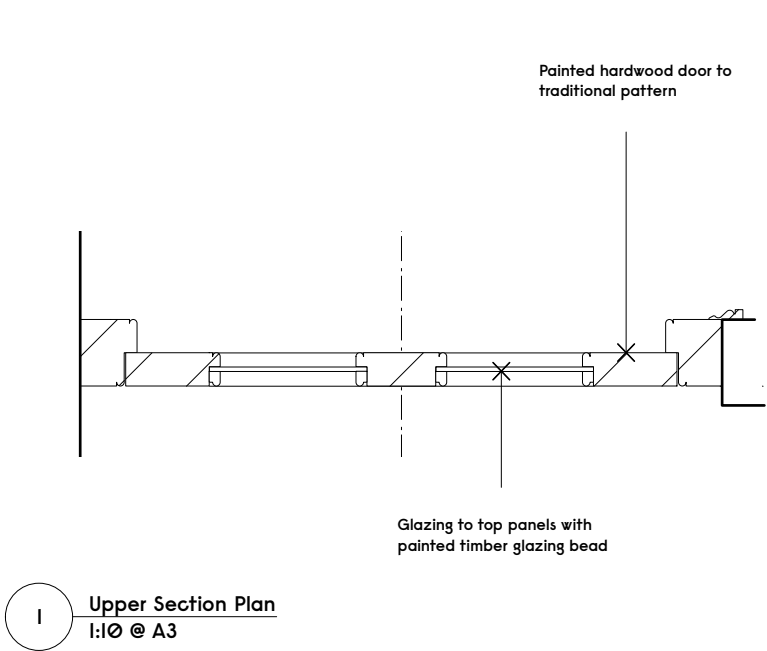 Painted hardwood door to
traditional pattern
Glazing to top panels with
painted timber glazing bead
1
Upper Section Plan
1:10 @ A3